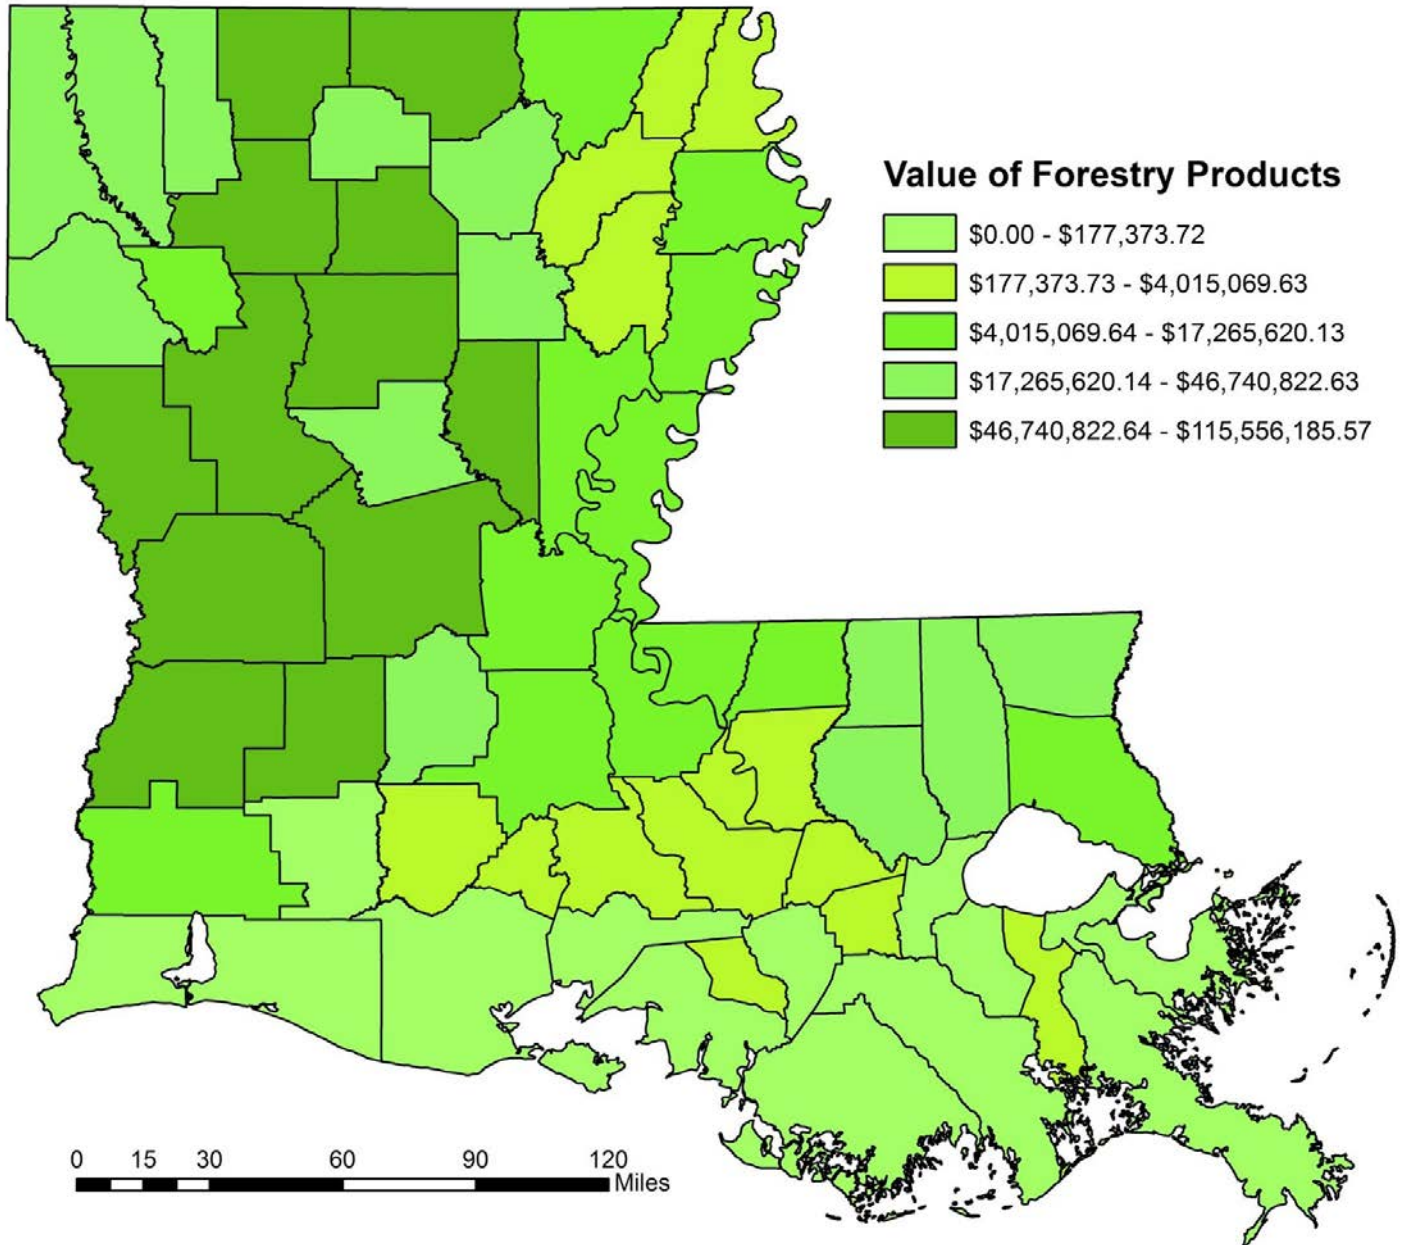 Value of Forestry Products
$0.00 - $177,373.72
$177,373.73 - $4,015,069.63
$4,015,069.64 - $17,265,620.13
$17,265,620.14 - $46,740,822.63
$46,740,822.64 - $115,556,185.57
0 15 30 60 90 120
Miles